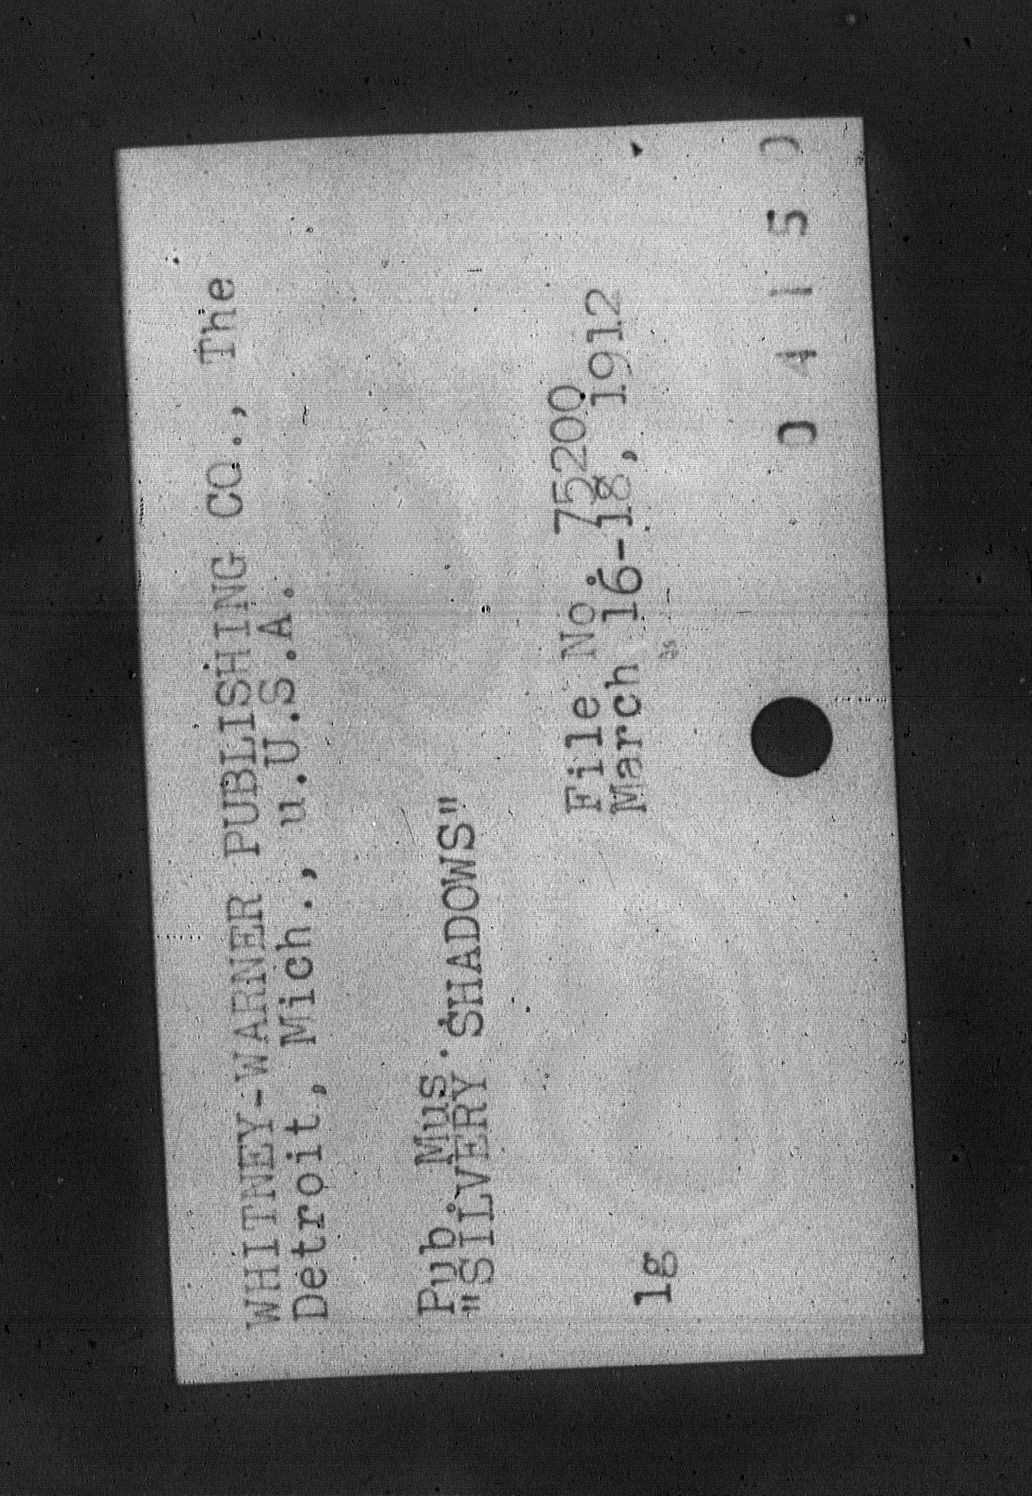 WHITNEY-WARNER PUBLISHING CO., The
Detroit, Mich., u.U.S.A.
Pub. Mus.
"SILVERY SHADOWS"
File No. 75200
March 16-18, 1912
lg
0 4 1 5 0